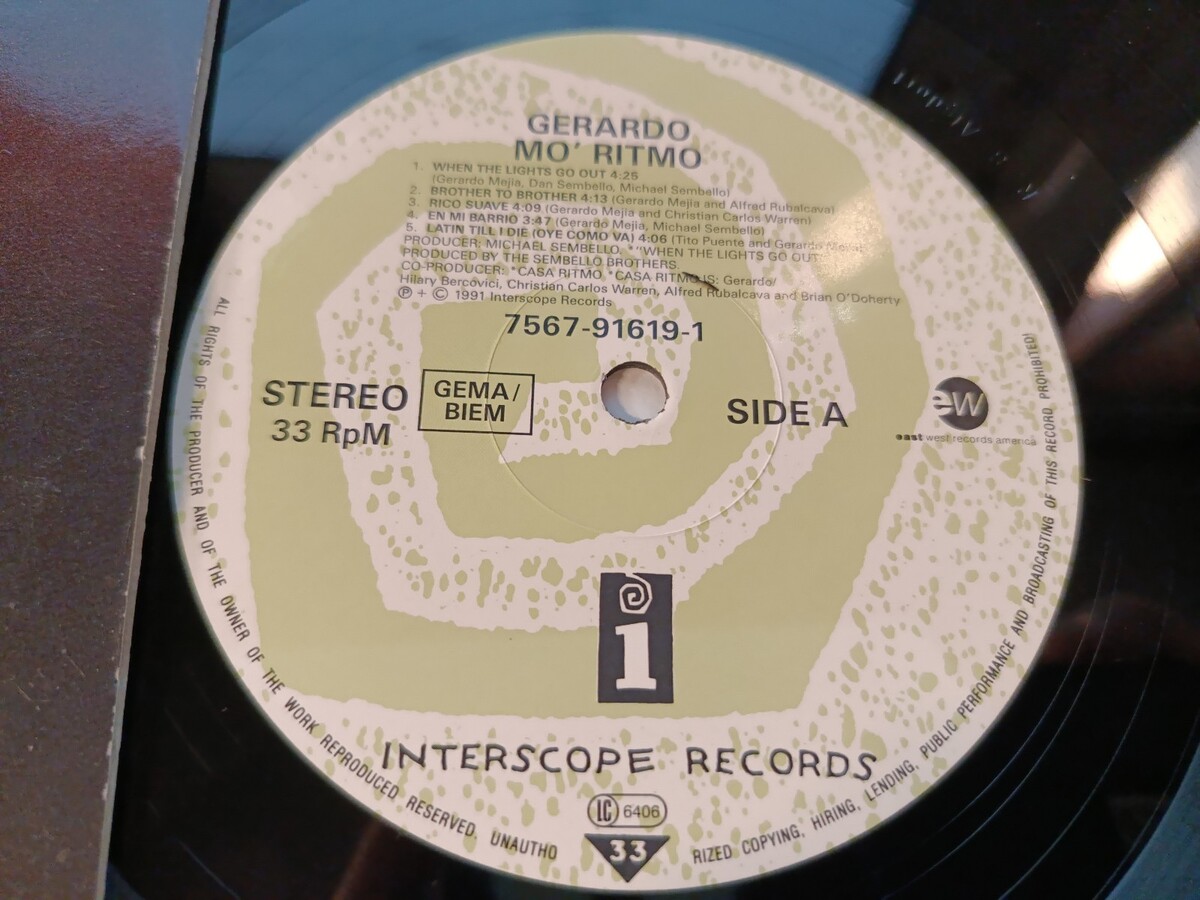 GERARDO
MO' RITMO
1. WHEN THE LIGHTS GO OUT 4:25
(Gerardo Mejia, Dan Sembello, Michael Sembello)
2. BROTHER TO BROTHER 4:13 (Gerardo Mejia and Alfred Rubalcava)
3. RICO SUAVE 4:09 (Gerardo Mejia and Christian Carlos Warren)
4. EN MI BARRIO 3:47 (Gerardo Mejia, Michael Sembello)
5. LATIN TILL I DIE (OYE COMO VA) 4:06 (Tito Puente and Gerardo Mejia)
PRODUCER: MICHAEL SEMBELLO, *"WHEN THE LIGHTS GO OUT"
PRODUCED BY THE SEMBELLO BROTHERS.
CO-PRODUCER: *CASA RITMO, *CASA RITMO IS: Gerardo/
Hilary Bercovici, Christian Carlos Warren, Alfred Rubalcava and Brian O'Doherty
℗ + © 1991 Interscope Records
7567-91619-1
STEREO
33 RpM
GEMA/
BIEM
SIDE A
ew
east west records america
i
INTERSCOPE RECORDS
LC 6406
33
ALL RIGHTS OF THE PRODUCER AND OF THE OWNER OF THE WORK REPRODUCED RESERVED. UNAUTHO
RIZED COPYING, HIRING, LENDING, PUBLIC PERFORMANCE AND BROADCASTING OF THIS RECORD PROHIBITED!